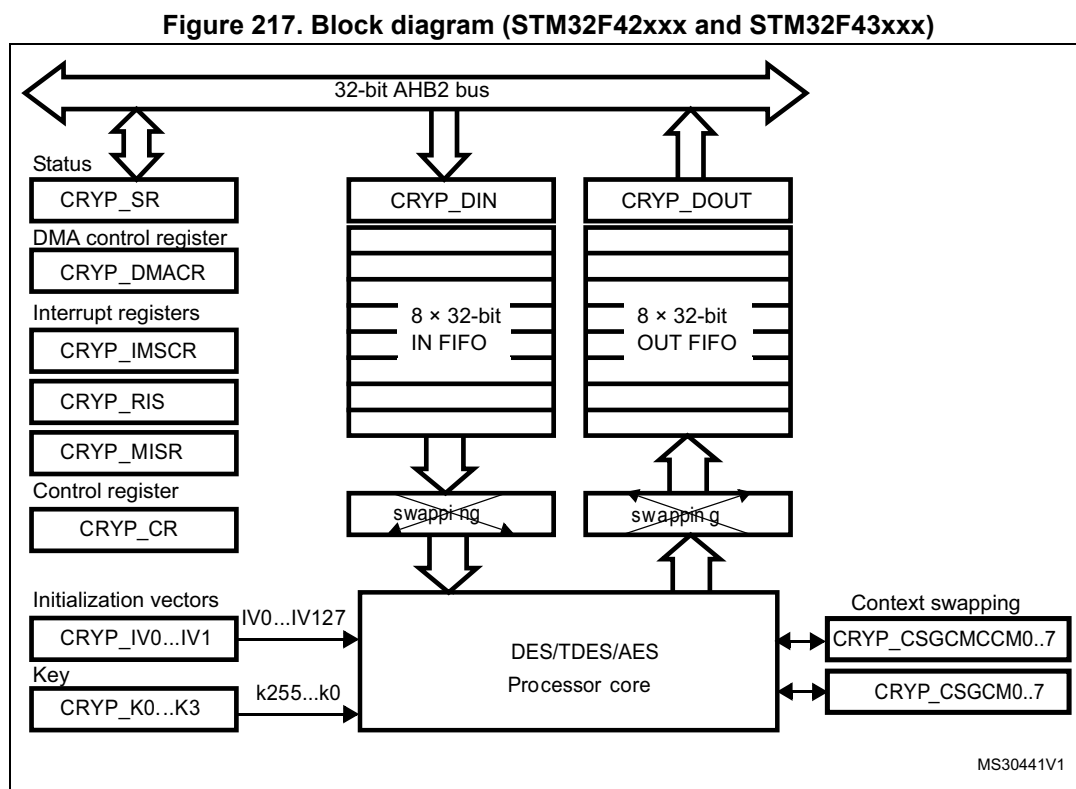 Figure 217. Block diagram (STM32F42xxx and STM32F43xxx)
32-bit AHB2 bus
Status
CRYP_SR
CRYP_DIN
CRYP_DOUT
DMA control register
CRYP_DMACR
Interrupt registers
CRYP_IMSCR
CRYP_RIS
CRYP_MISR
8 × 32-bit
IN FIFO
8 × 32-bit
OUT FIFO
Control register
CRYP_CR
swapping
swapping
Initialization vectors
CRYP_IV0...IV1
IV0...IV127
Key
CRYP_K0...K3
k255...k0
DES/TDES/AES
Processor core
Context swapping
CRYP_CSGCMCCM0..7
CRYP_CSGCM0..7
MS30441V1